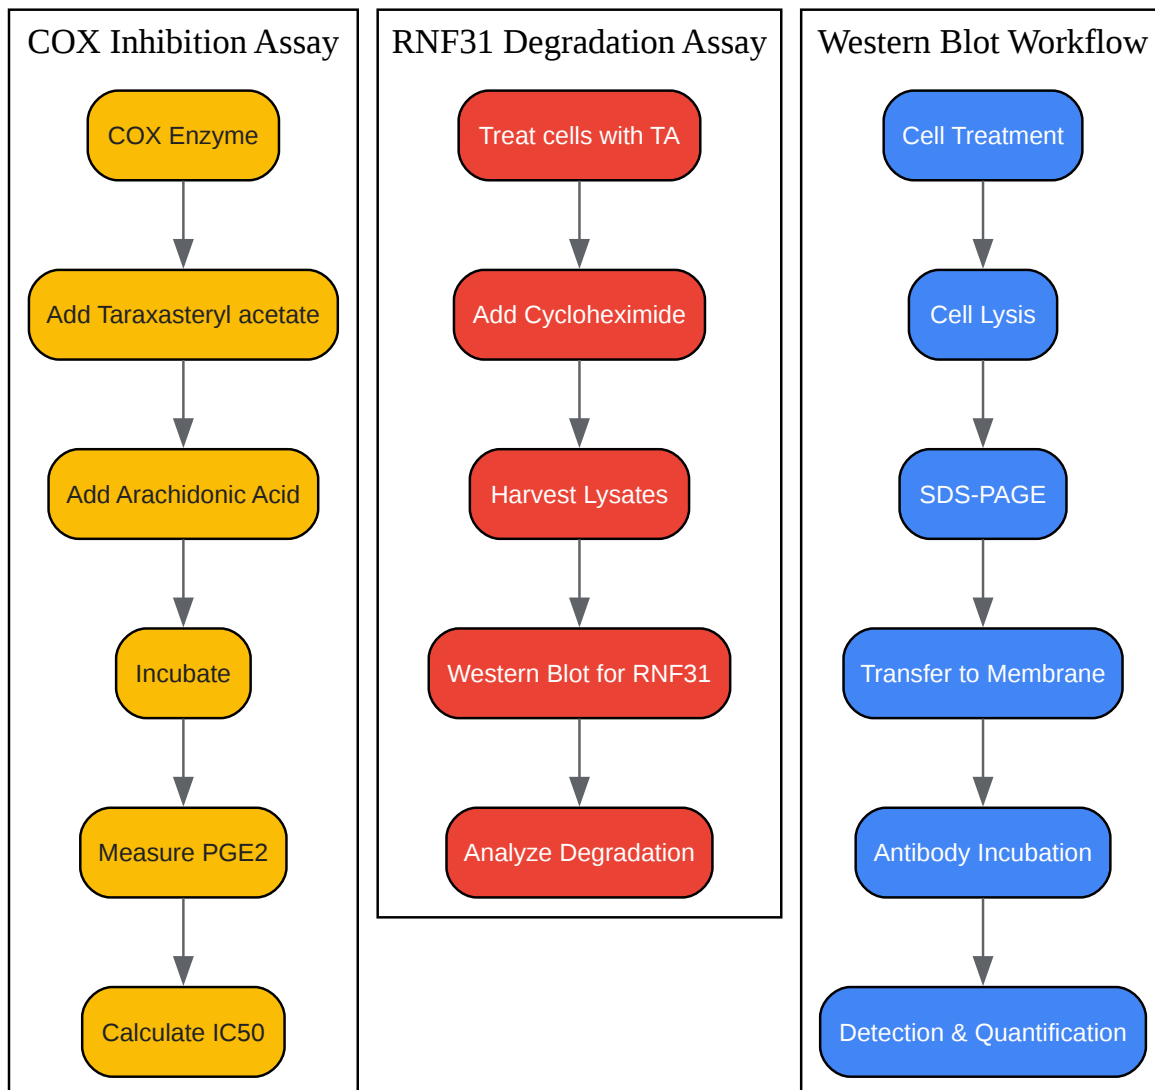 COX Inhibition Assay
COX Enzyme
Add Taraxasteryl acetate
Add Arachidonic Acid
Incubate
Measure PGE2
Calculate IC50
RNF31 Degradation Assay
Treat cells with TA
Add Cycloheximide
Harvest Lysates
Western Blot for RNF31
Analyze Degradation
Western Blot Workflow
Cell Treatment
Cell Lysis
SDS-PAGE
Transfer to Membrane
Antibody Incubation
Detection & Quantification